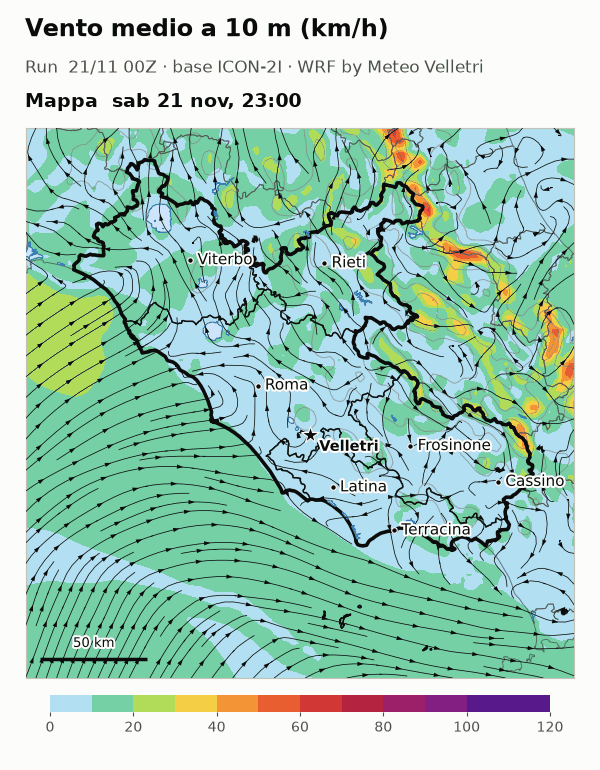 Vento medio a 10 m (km/h)
Run 21/11 00Z · base ICON-2I · WRF by Meteo Velletri
Mappa sab 21 nov, 23:00
Viterbo
Rieti
Roma
Velletri
Frosinone
Latina
Cassino
Terracina
50 km
0 20 40 60 80 100 120